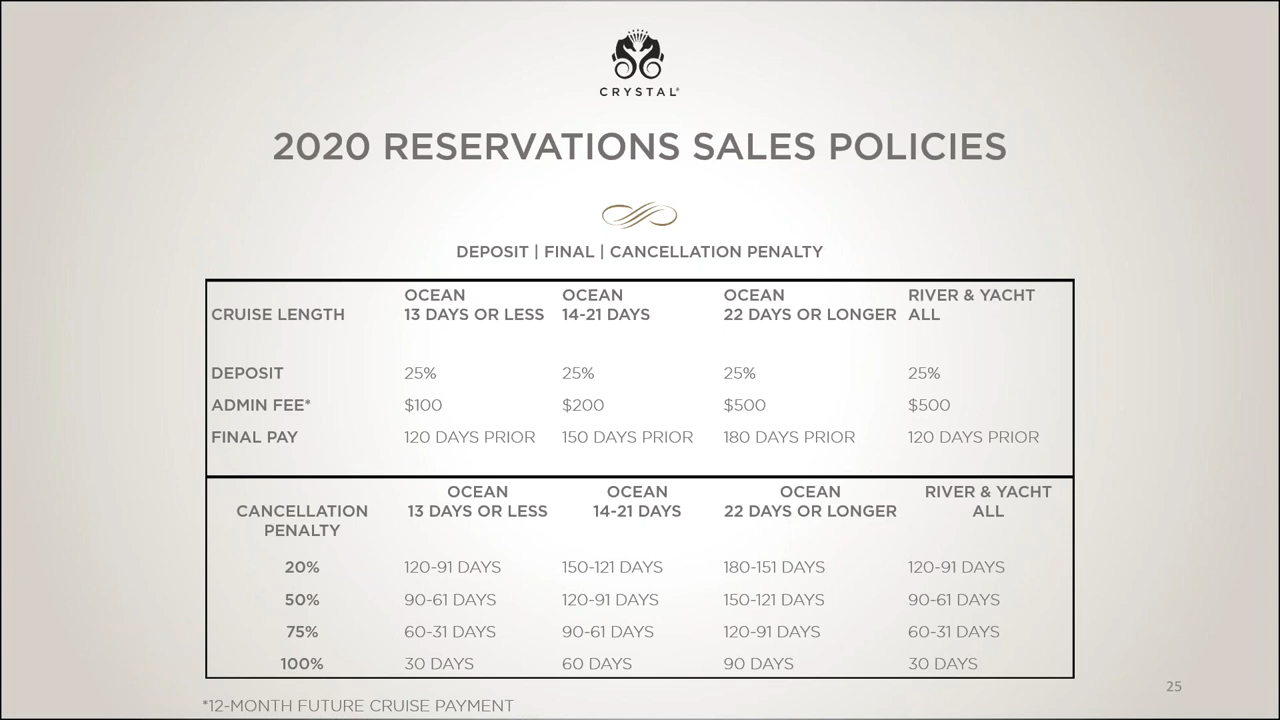 CRYSTAL®
2020 RESERVATIONS SALES POLICIES
DEPOSIT | FINAL | CANCELLATION PENALTY
CRUISE LENGTH OCEAN 13 DAYS OR LESS OCEAN 14-21 DAYS OCEAN 22 DAYS OR LONGER RIVER & YACHT ALL
DEPOSIT 25% 25% 25% 25%
ADMIN FEE* $100 $200 $500 $500
FINAL PAY 120 DAYS PRIOR 150 DAYS PRIOR 180 DAYS PRIOR 120 DAYS PRIOR
CANCELLATION PENALTY OCEAN 13 DAYS OR LESS OCEAN 14-21 DAYS OCEAN 22 DAYS OR LONGER RIVER & YACHT ALL
20% 120-91 DAYS 150-121 DAYS 180-151 DAYS 120-91 DAYS
50% 90-61 DAYS 120-91 DAYS 150-121 DAYS 90-61 DAYS
75% 60-31 DAYS 90-61 DAYS 120-91 DAYS 60-31 DAYS
100% 30 DAYS 60 DAYS 90 DAYS 30 DAYS
25
*12-MONTH FUTURE CRUISE PAYMENT